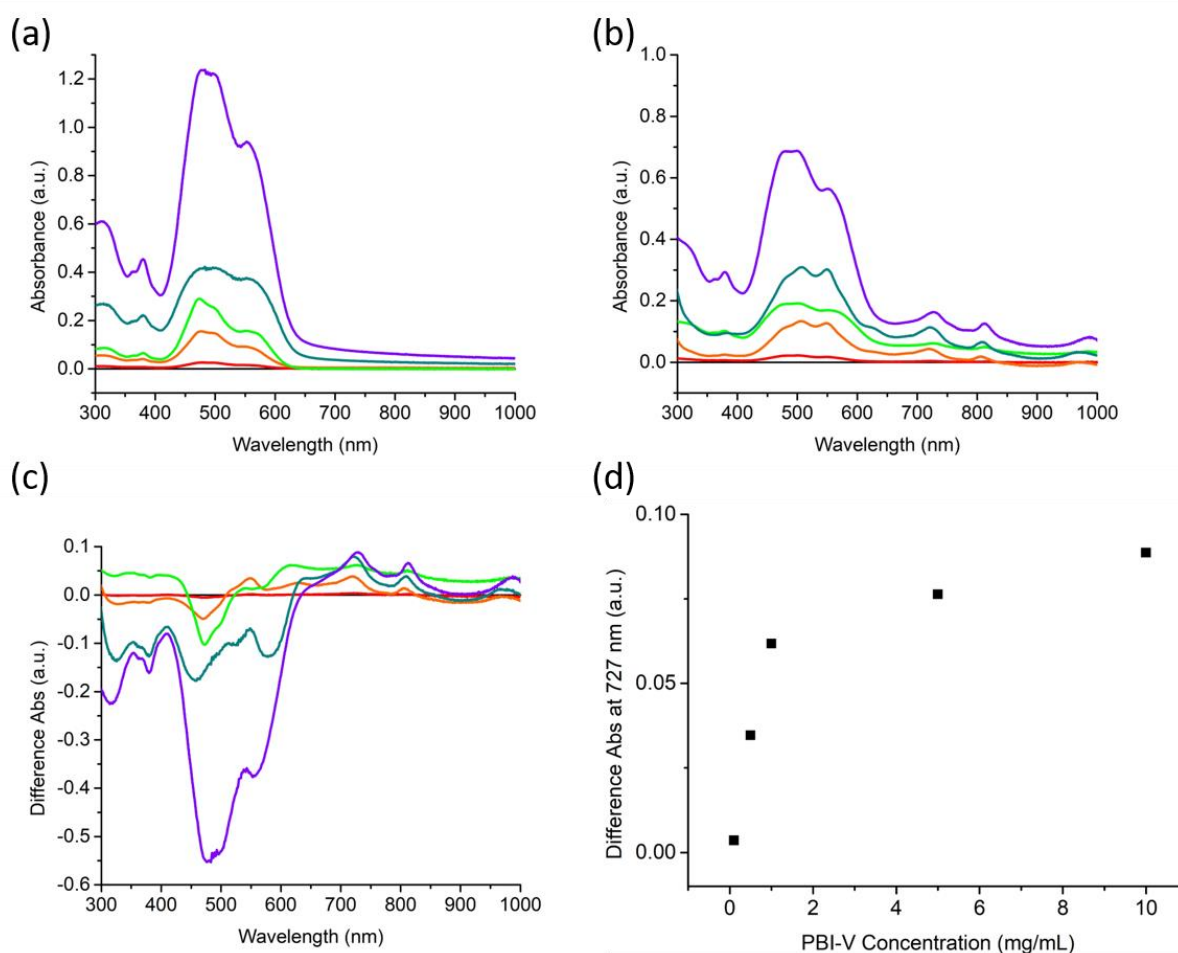 (a)
1.2
1.0
0.8
0.6
0.4
0.2
0.0
Absorbance (a.u.)
300 400 500 600 700 800 900 1000
Wavelength (nm)
(b)
1.0
0.8
0.6
0.4
0.2
0.0
Absorbance (a.u.)
300 400 500 600 700 800 900 1000
Wavelength (nm)
(c)
0.1
0.0
-0.1
-0.2
-0.3
-0.4
-0.5
-0.6
Difference Abs (a.u.)
300 400 500 600 700 800 900 1000
Wavelength (nm)
(d)
0.10
0.05
0.00
Difference Abs at 727 nm (a.u.)
0 2 4 6 8 10
PBI-V Concentration (mg/mL)